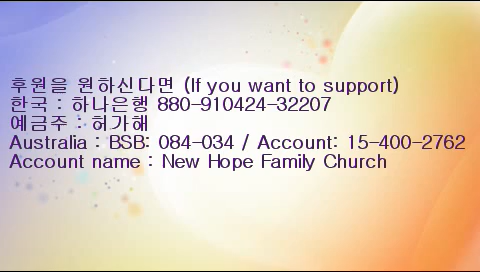 후원을 원하신다면 (If you want to support)
한국 : 하나은행 880-910424-32207
예금주 : 허가해
Australia : BSB: 084-034 / Account: 15-400-2762
Account name : New Hope Family Church